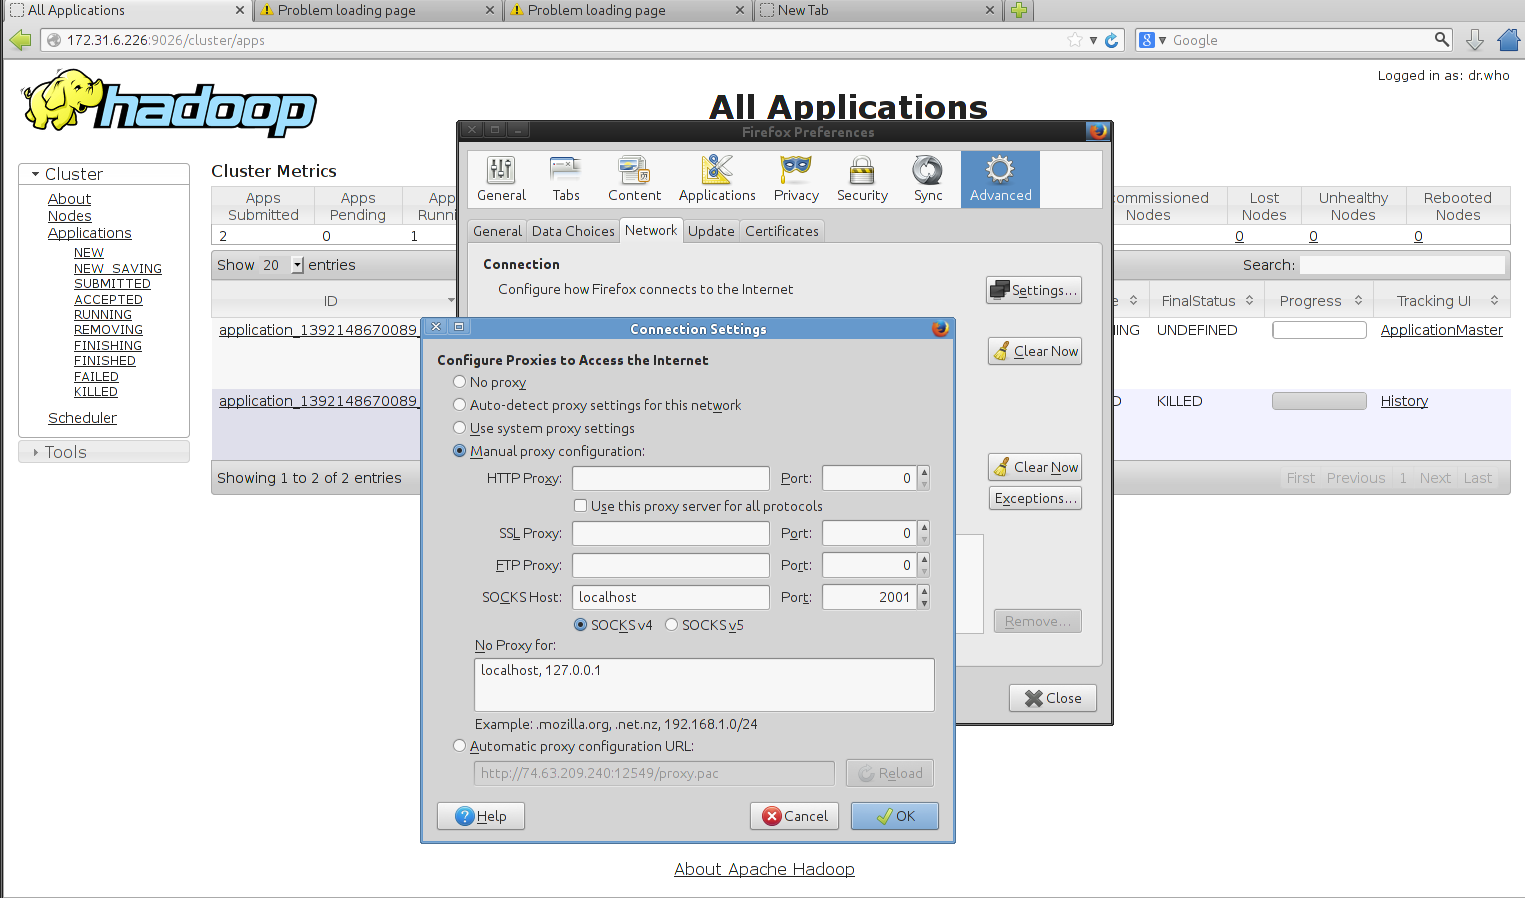 All Applications
Problem loading page
Problem loading page
New Tab
172.31.6.226:9026/cluster/apps
8
Google
Logged in as: dr.who
hadoop
All Applications
Firefox Preferences
General Tabs Content Applications Privacy Security Sync Advanced
General Data Choices Network Update Certificates
Connection
Configure how Firefox connects to the Internet
Settings...
Clear Now
Clear Now
Exceptions...
Remove...
Close
Cluster
About
Nodes
Applications
NEW
NEW_SAVING
SUBMITTED
ACCEPTED
RUNNING
REMOVING
FINISHING
FINISHED
FAILED
KILLED
Scheduler
Tools
Cluster Metrics
Apps Submitted Apps Pending Ap Runni ommissioned Nodes Lost Nodes Unhealthy Nodes Rebooted Nodes
2 0 1 0 0 0
Show 20 entries
Search:
ID e FinalStatus Progress Tracking UI
application_1392148670089_ ING UNDEFINED ApplicationMaster
application_1392148670089_ D KILLED History
Showing 1 to 2 of 2 entries
First Previous 1 Next Last
Connection Settings
Configure Proxies to Access the Internet
No proxy
Auto-detect proxy settings for this network
Use system proxy settings
Manual proxy configuration:
HTTP Proxy: Port: 0
Use this proxy server for all protocols
SSL Proxy: Port: 0
FTP Proxy: Port: 0
SOCKS Host: localhost Port: 2001
SOCKS v4 SOCKS v5
No Proxy for:
localhost, 127.0.0.1
Example: .mozilla.org, .net.nz, 192.168.1.0/24
Automatic proxy configuration URL:
http://74.63.209.240:12549/proxy.pac Reload
Help Cancel OK
About Apache Hadoop